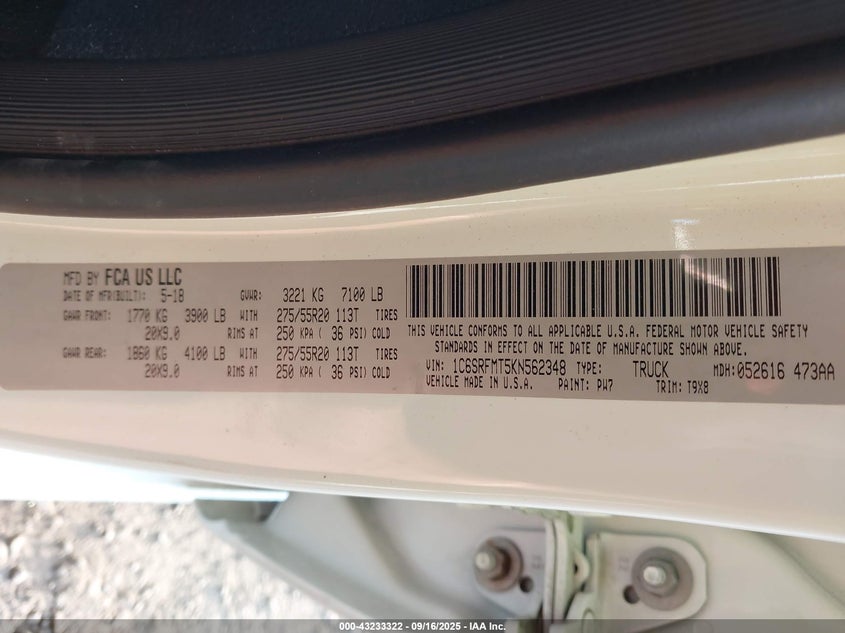 MFD BY FCA US LLC
DATE OF MFR(BUILT): 5-18 GVWR: 3221 KG 7100 LB
GAWR FRONT: 1770 KG 3900 LB WITH 275/55R20 113T TIRES
20X9.0 RIMS AT 250 KPA ( 36 PSI) COLD
GAWR REAR: 1860 KG 4100 LB WITH 275/55R20 113T TIRES
20X9.0 RIMS AT 250 KPA ( 36 PSI) COLD
THIS VEHICLE CONFORMS TO ALL APPLICABLE U.S.A. FEDERAL MOTOR VEHICLE SAFETY
STANDARDS IN EFFECT ON THE DATE OF MANUFACTURE SHOWN ABOVE.
VIN: 1C6SRFMT5KN562348 TYPE: TRUCK MDH: 052616 473AA
VEHICLE MADE IN U.S.A. PAINT: PW7 TRIM: T9X8
000-43233322 - 09/16/2025 - IAA Inc.